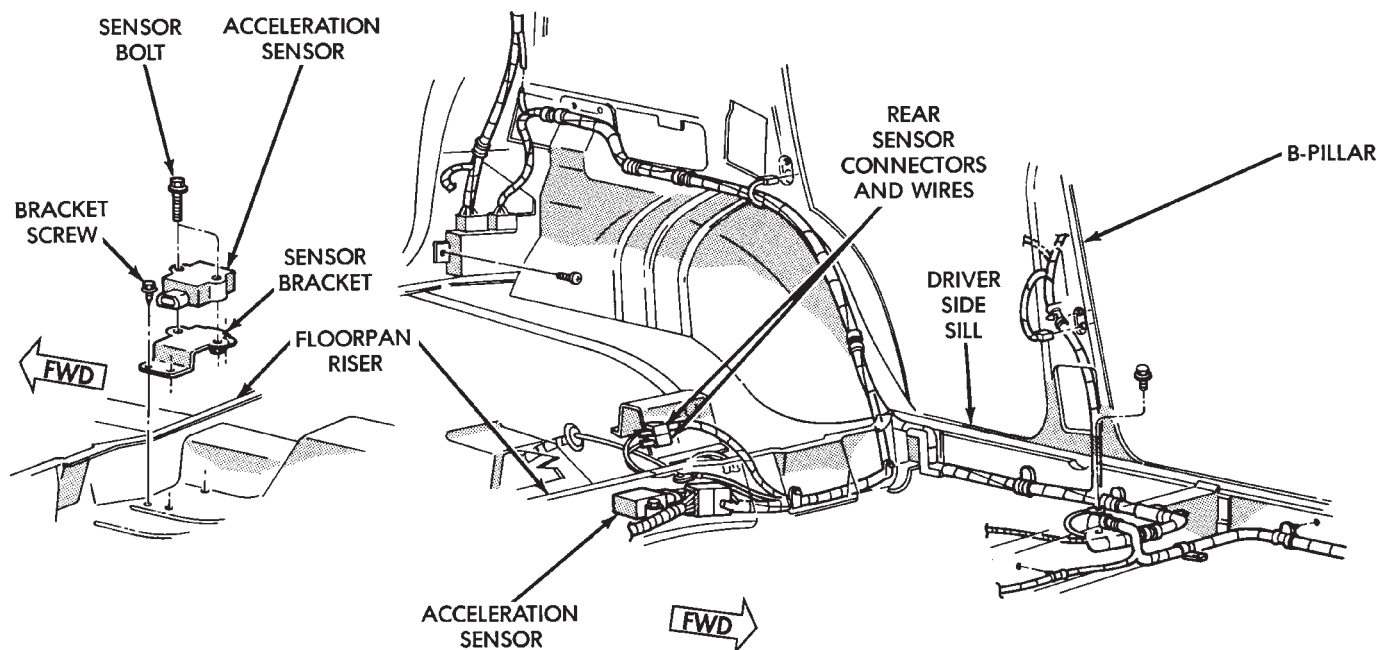 SENSOR
BOLT
ACCELERATION
SENSOR
BRACKET
SCREW
SENSOR
BRACKET
FLOORPAN
RISER
FWD
REAR
SENSOR
CONNECTORS
AND WIRES
B-PILLAR
DRIVER
SIDE
SILL
ACCELERATION
SENSOR
FWD